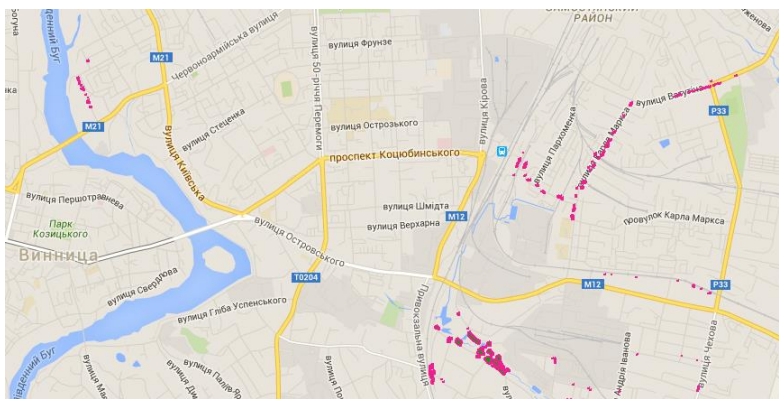 РАЙОН
вулиця Фрунзе
M21
Червоноармійська вулиця
вулиця 50-річчя Перемоги
вулиця Кірова
вулиця Ватутіна
P33
вулиця Пархоменка
вулиця Карла Маркса
M21
вулиця Стеценка
вулиця Острозького
проспект Коцюбинського
вулиця Київська
вулиця Першотравнева
вулиця Шмідта
M12
провулок Карла Маркса
вулиця Верхарна
Парк
Козицького
вулиця Островського
Винница
вулиця Свердлова
T0204
M12
P33
вулиця Гліба Успенського
Привокзальна вулиця
вулиця Чехова
Андрія Іванова